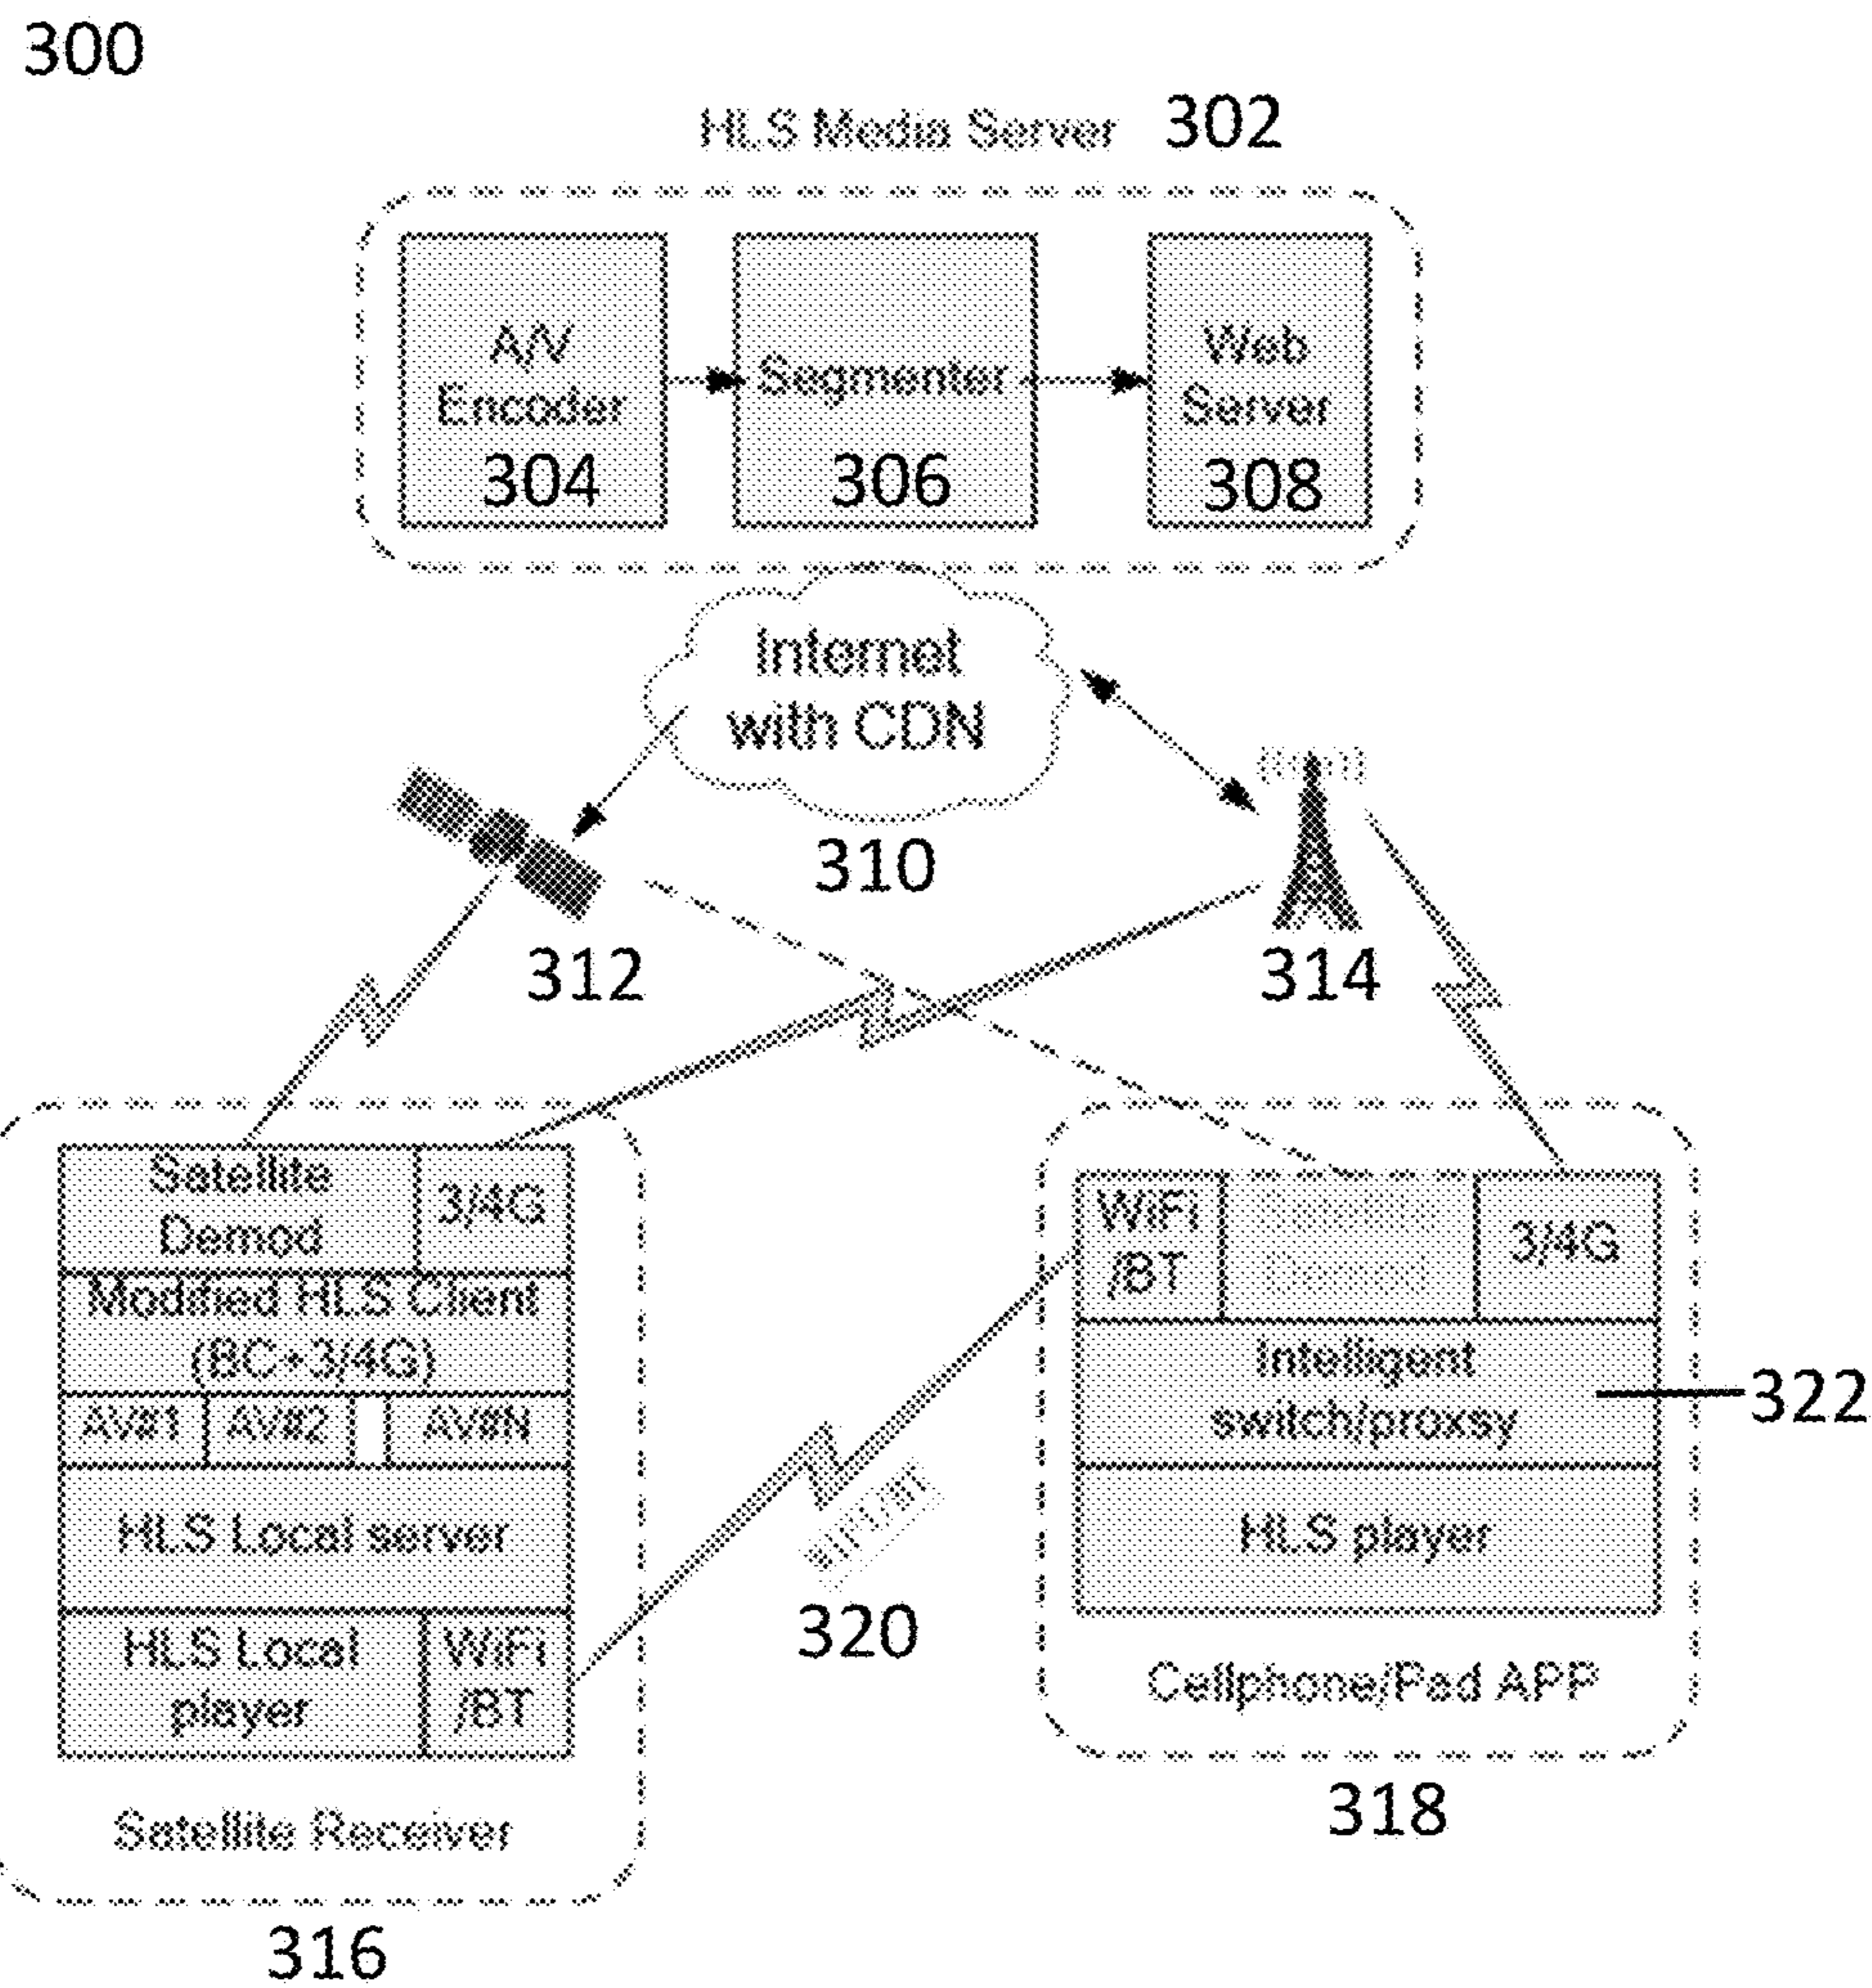 300
HLS Media Server 302
A/V
Encoder
304
Segmenter
306
Web
Server
308
Internet
with CDN
310
312
314
Satellite
Demod
3/4G
Modified HLS Client
(BC+3/4G)
AV#1
AV#2
AV#N
HLS Local server
HLS Local
player
WiFi
/BT
Satellite Receiver
316
WIFI/BT
320
WiFi
/BT
3/4G
Intelligent
switch/proxsy
322
HLS player
Cellphone/Pad APP
318